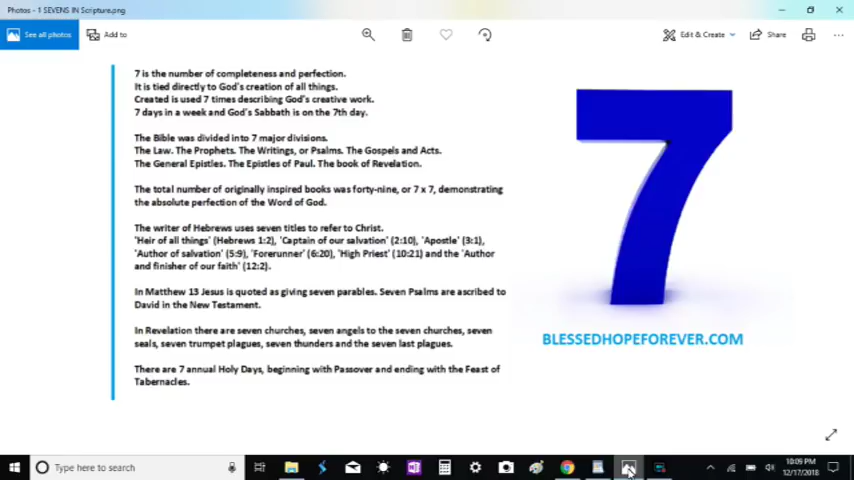 Photos - 1 SEVENS IN Scripture.png
See all photos
Add to
Edit & Create
Share
7 is the number of completeness and perfection.
It is tied directly to God's creation of all things.
Created is used 7 times describing God's creative work.
7 days in a week and God's Sabbath is on the 7th day.
The Bible was divided into 7 major divisions.
The Law. The Prophets. The Writings, or Psalms. The Gospels and Acts.
The General Epistles. The Epistles of Paul. The book of Revelation.
The total number of originally inspired books was forty-nine, or 7 x 7, demonstrating
the absolute perfection of the Word of God.
The writer of Hebrews uses seven titles to refer to Christ.
'Heir of all things' (Hebrews 1:2), 'Captain of our salvation' (2:10), 'Apostle' (3:1),
'Author of salvation' (5:9), 'Forerunner' (6:20), 'High Priest' (10:21) and the 'Author
and finisher of our faith' (12:2).
In Matthew 13 Jesus is quoted as giving seven parables. Seven Psalms are ascribed to
David in the New Testament.
In Revelation there are seven churches, seven angels to the seven churches, seven
seals, seven trumpet plagues, seven thunders and the seven last plagues.
There are 7 annual Holy Days, beginning with Passover and ending with the Feast of
Tabernacles.
7
BLESSEDHOPEFOREVER.COM
Type here to search
10:09 PM
12/17/2018